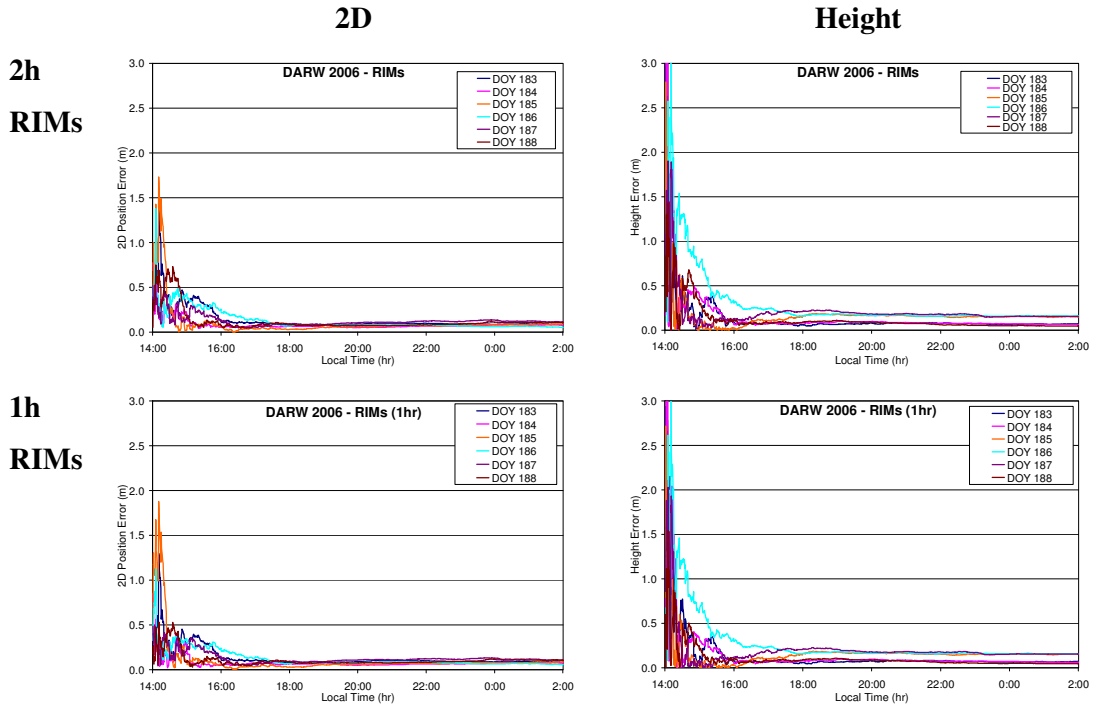 2D
Height
2h
RIMs
DARW 2006 - RIMs
2D Position Error (m)
3.0
2.5
2.0
1.5
1.0
0.5
0.0
14:00 16:00 18:00 20:00 22:00 0:00 2:00
Local Time (hr)
DOY 183
DOY 184
DOY 185
DOY 186
DOY 187
DOY 188
DARW 2006 - RIMs
Height Error (m)
3.0
2.5
2.0
1.5
1.0
0.5
0.0
14:00 16:00 18:00 20:00 22:00 0:00 2:00
Local Time (hr)
DOY 183
DOY 184
DOY 185
DOY 186
DOY 187
DOY 188
1h
RIMs
DARW 2006 - RIMs (1hr)
2D Position Error (m)
3.0
2.5
2.0
1.5
1.0
0.5
0.0
14:00 16:00 18:00 20:00 22:00 0:00 2:00
Local Time (hr)
DOY 183
DOY 184
DOY 185
DOY 186
DOY 187
DOY 188
DARW 2006 - RIMs (1hr)
Height Error (m)
3.0
2.5
2.0
1.5
1.0
0.5
0.0
14:00 16:00 18:00 20:00 22:00 0:00 2:00
Local Time (hr)
DOY 183
DOY 184
DOY 185
DOY 186
DOY 187
DOY 188